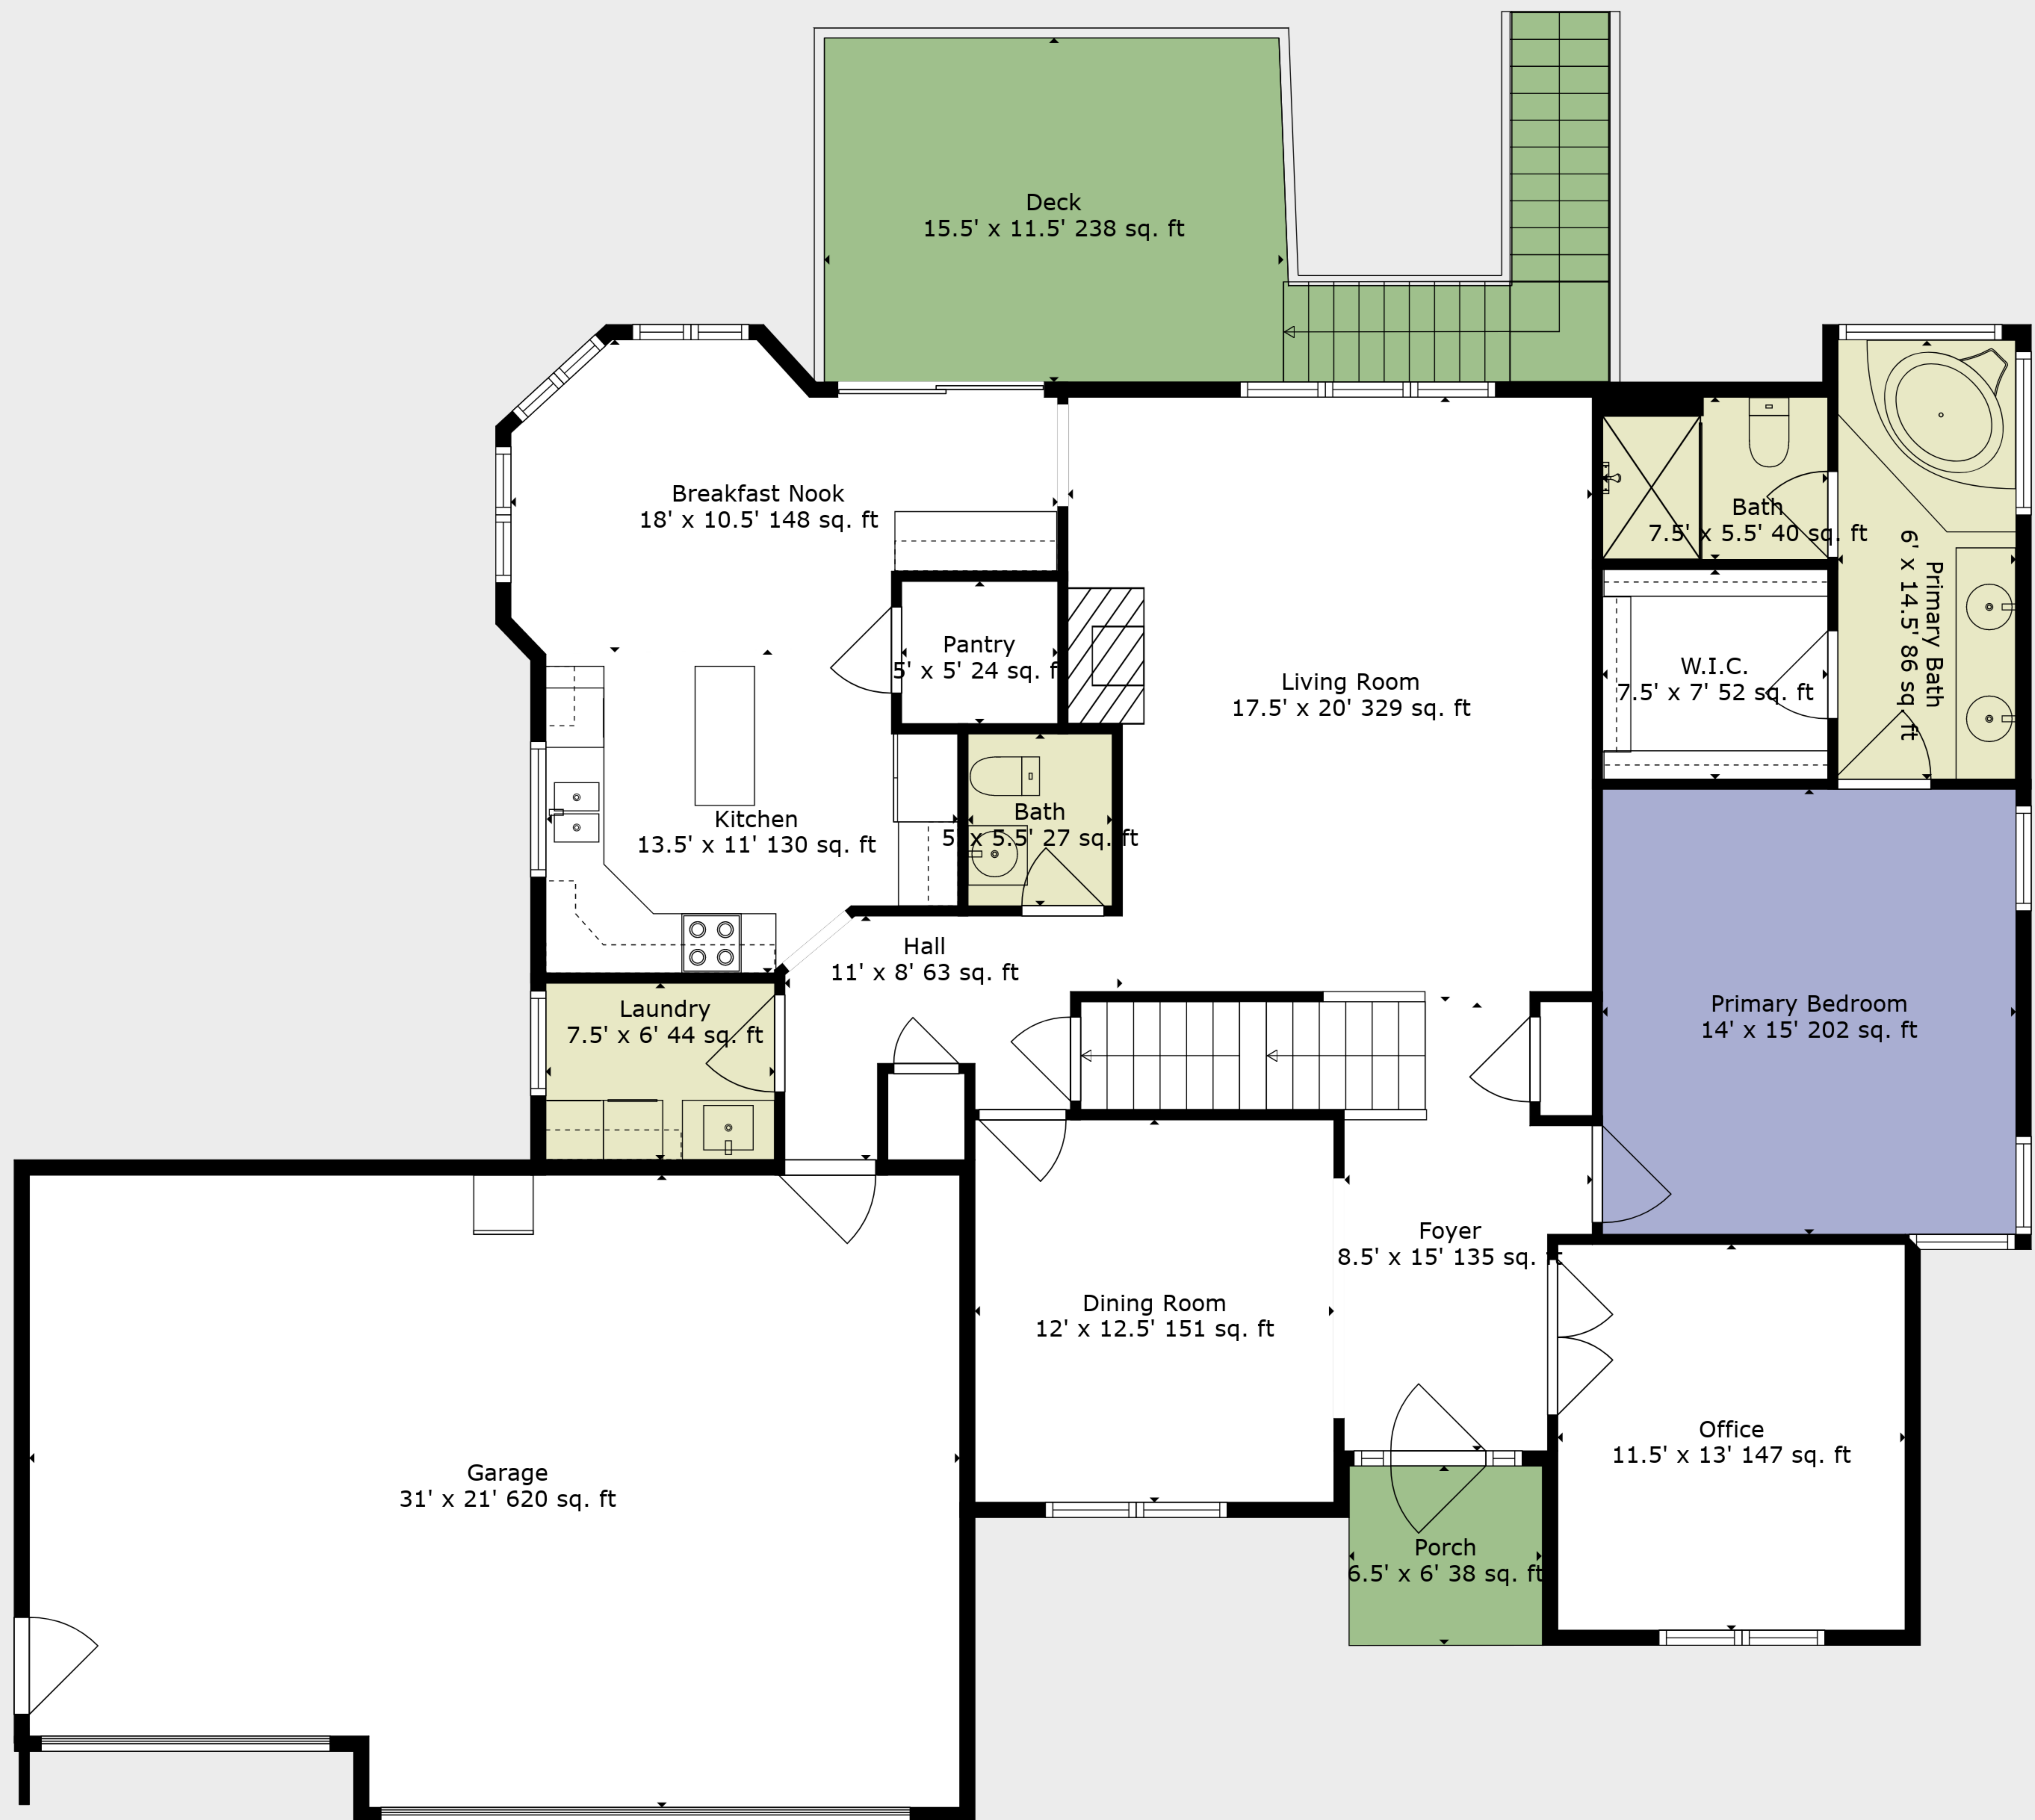 Deck
15.5' x 11.5' 238 sq. ft
Breakfast Nook
18' x 10.5' 148 sq. ft
Bath
7.5' x 5.5' 40 sq. ft
Primary Bath
6' x 14.5' 86 sq. ft
Pantry
5' x 5' 24 sq. ft
Living Room
17.5' x 20' 329 sq. ft
W.I.C.
7.5' x 7' 52 sq. ft
Kitchen
13.5' x 11' 130 sq. ft
Bath
5' x 5.5' 27 sq. ft
Hall
11' x 8' 63 sq. ft
Laundry
7.5' x 6' 44 sq. ft
Primary Bedroom
14' x 15' 202 sq. ft
Foyer
8.5' x 15' 135 sq. ft
Dining Room
12' x 12.5' 151 sq. ft
Office
11.5' x 13' 147 sq. ft
Garage
31' x 21' 620 sq. ft
Porch
6.5' x 6' 38 sq. ft